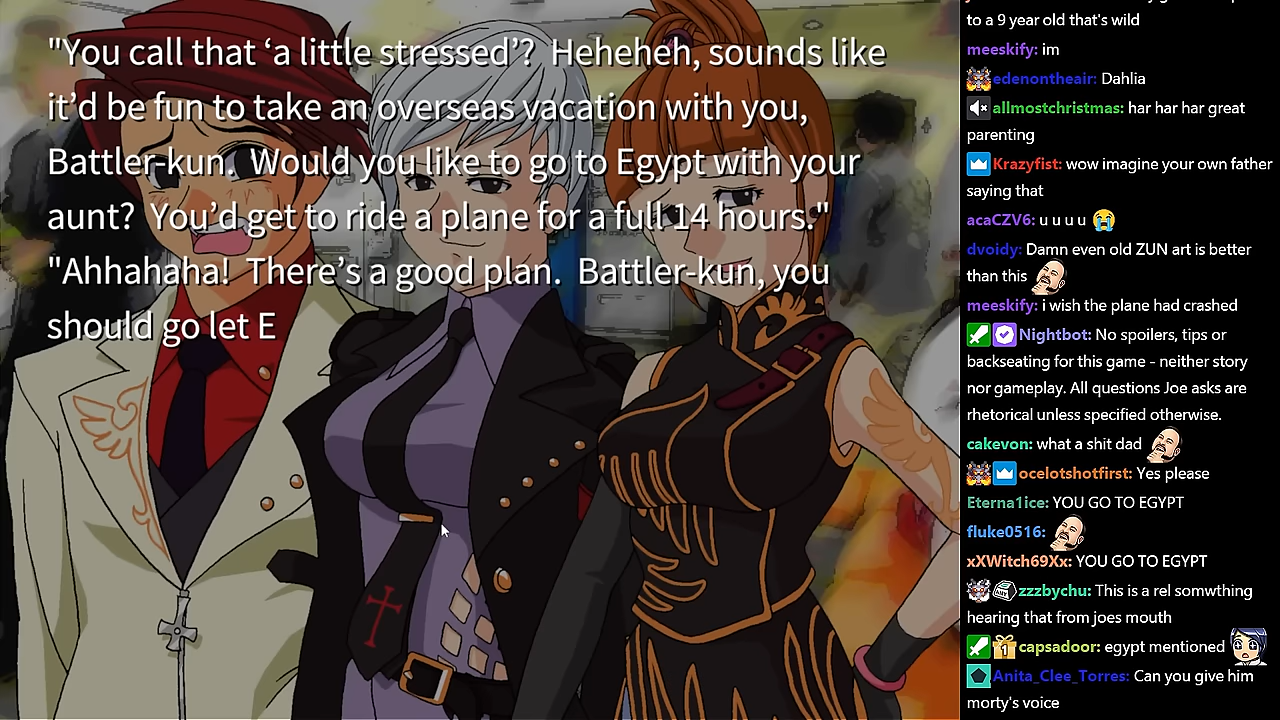 "You call that ‘a little stressed’?  Heheheh, sounds like
it’d be fun to take an overseas vacation with you,
Battler-kun.  Would you like to go to Egypt with your
aunt?  You’d get to ride a plane for a full 14 hours."
"Ahhahaha!  There’s a good plan.  Battler-kun, you
should go let E
to a 9 year old that's wild
meeskify: im
edenontheair: Dahlia
allmostchristmas: har har har great
parenting
Krazyfist: wow imagine your own father
saying that
acaCZV6: u u u u 😭
dvoidy: Damn even old ZUN art is better
than this
meeskify: i wish the plane had crashed
Nightbot: No spoilers, tips or
backseating for this game - neither story
nor gameplay. All questions Joe asks are
rhetorical unless specified otherwise.
cakevon: what a shit dad
ocelotshotfirst: Yes please
Eterna1ice: YOU GO TO EGYPT
fluke0516:
xXWitch69Xx: YOU GO TO EGYPT
zzzbychu: This is a rel somwthing
hearing that from joes mouth
1
capsadoor: egypt mentioned
Anita_Clee_Torres: Can you give him
morty's voice